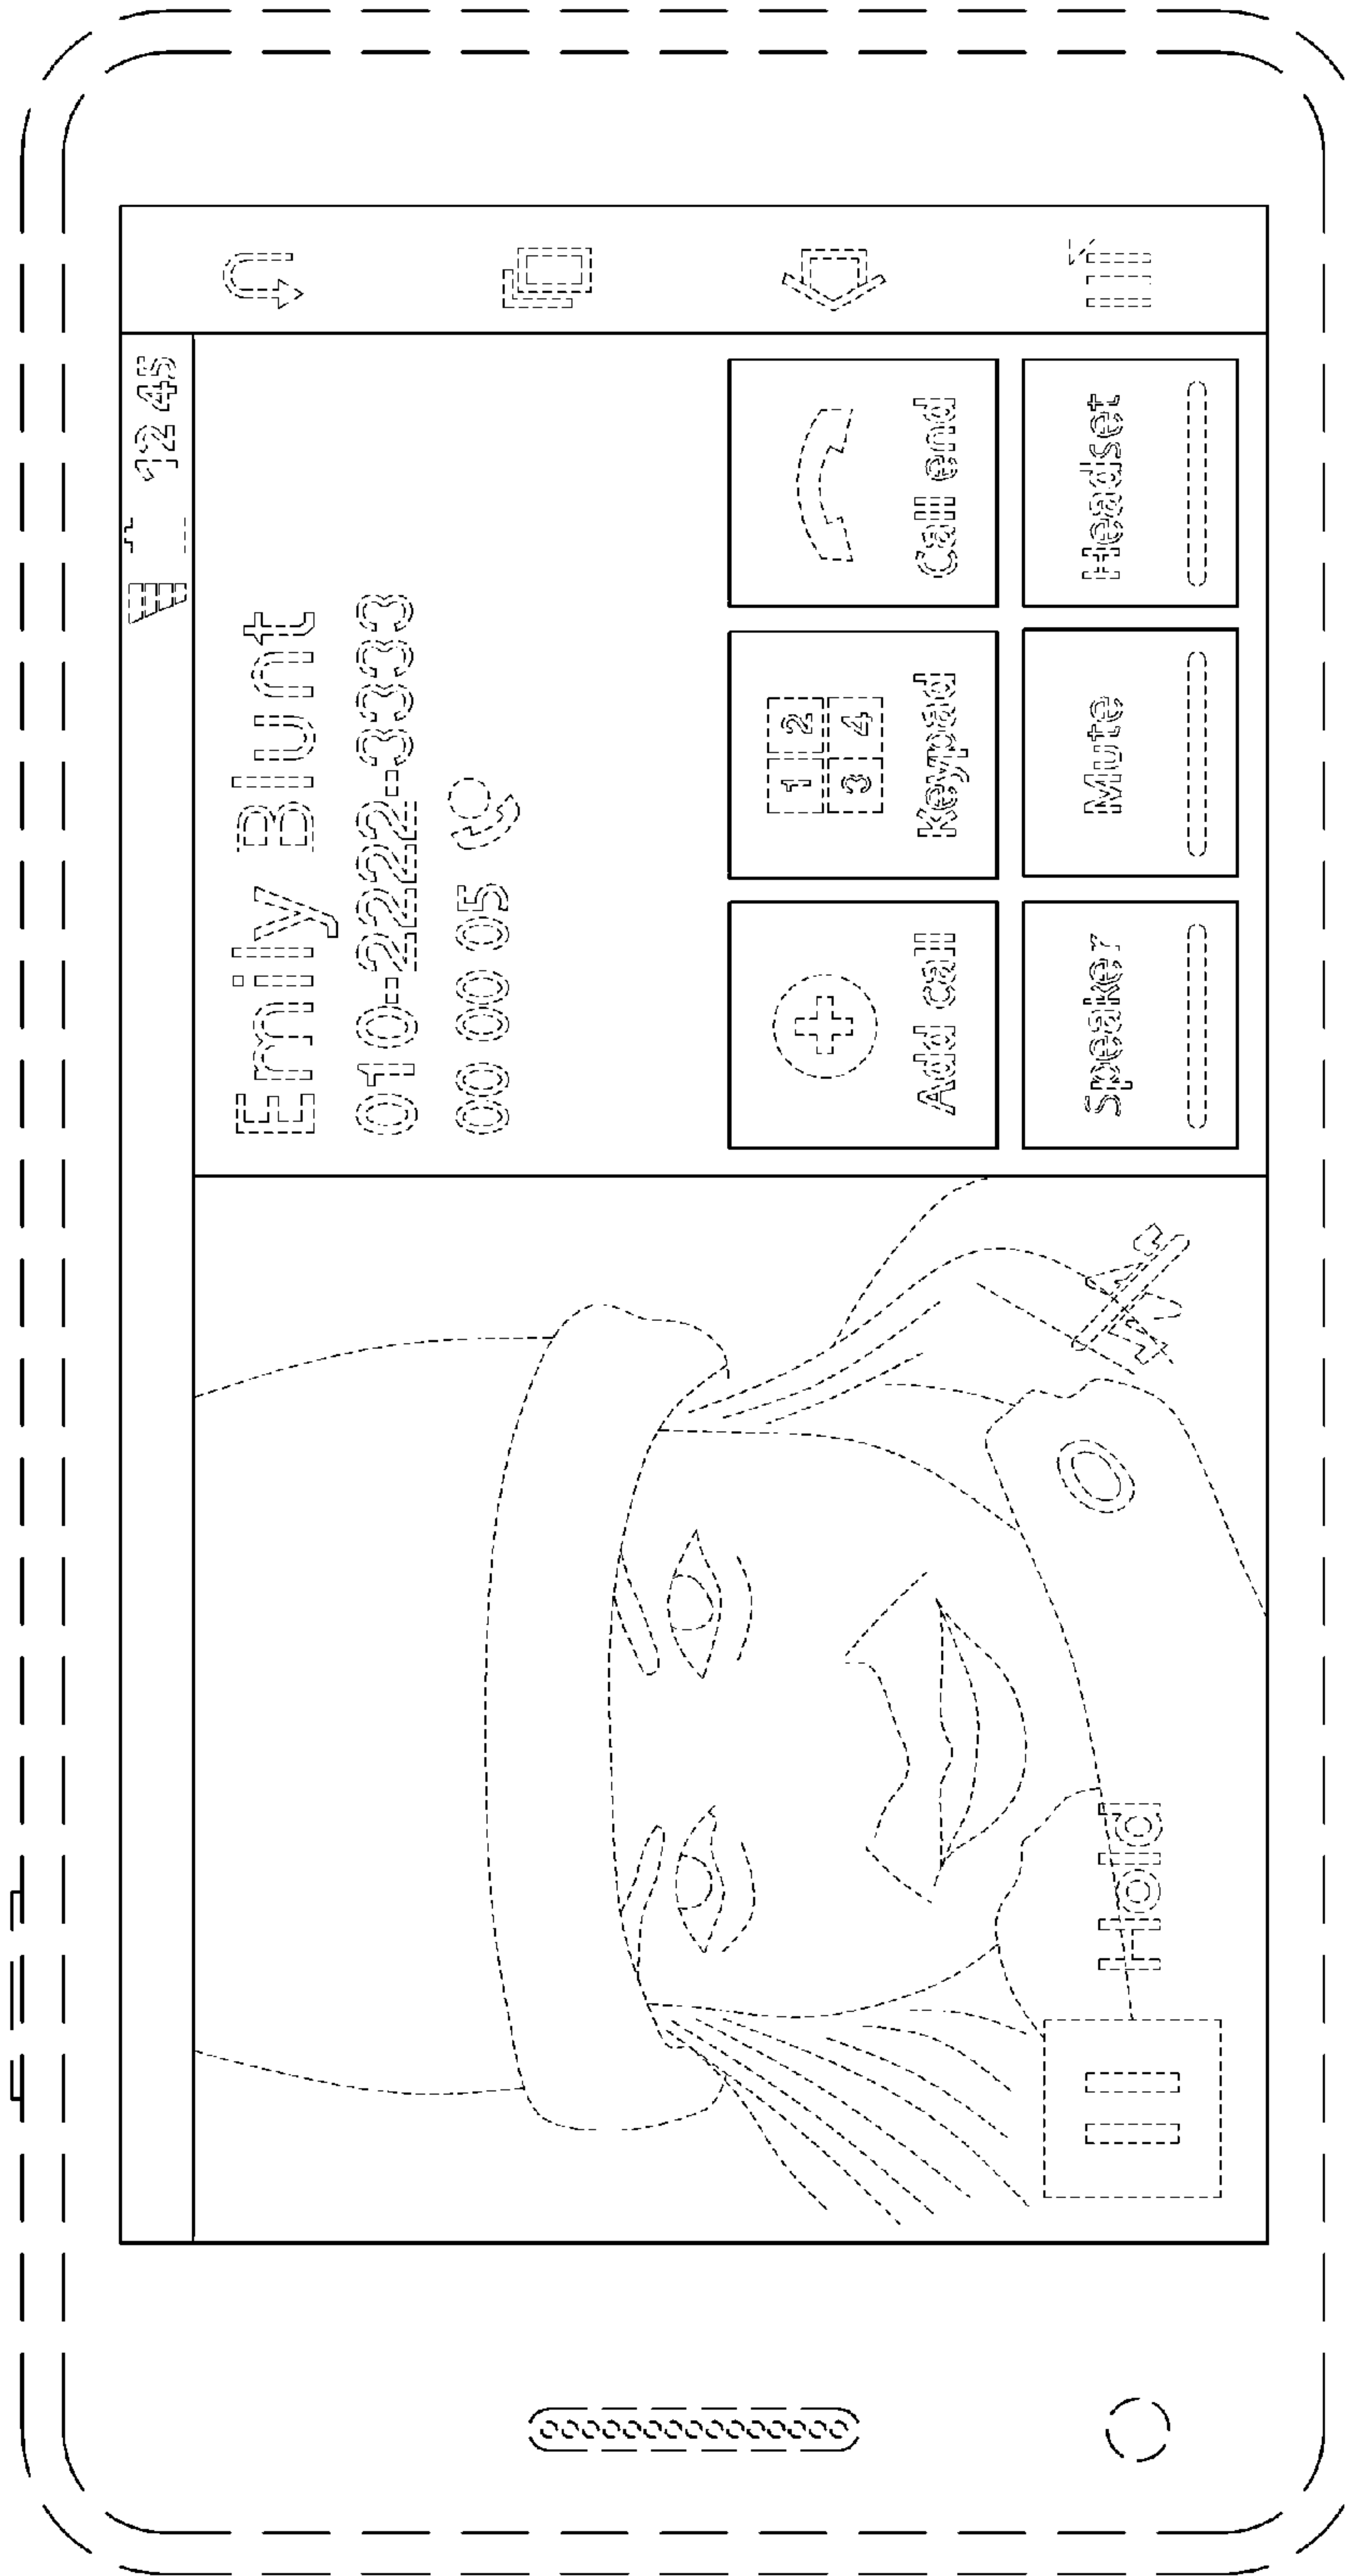 12 45
Emily Blunt
010-2222-3333
00 00 05
Add call
1 2
3 4
Keypad
Call end
Speaker
Mute
Headset
Hold